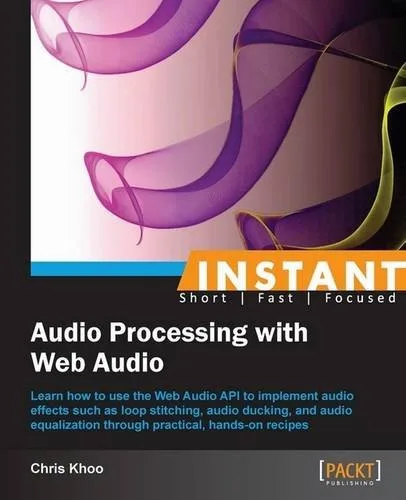 INSTANT
Short | Fast | Focused
Audio Processing with
Web Audio
Learn how to use the Web Audio API to implement audio
effects such as loop stitching, audio ducking, and audio
equalization through practical, hands-on recipes
Chris Khoo
[PACKT]
PUBLISHING